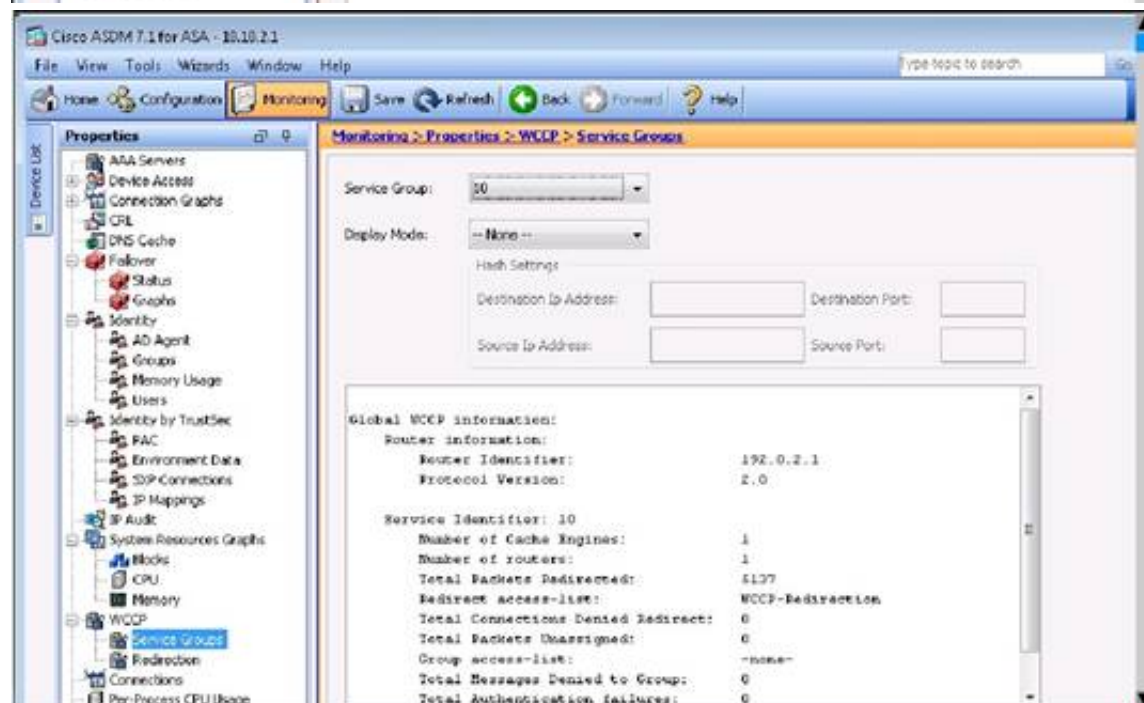 Cisco ASDM 7.1 for ASA - 10.10.2.1
File View Tools Wizards Window Help
Type topic to search
Go
Home Configuration Monitoring Save Refresh Back Forward Help
Device List
Properties
Monitoring > Properties > WCCP > Service Groups
AAA Servers
Device Access
Connection Graphs
CRL
DNS Cache
Failover
Status
Graphs
Identity
AD Agent
Groups
Memory Usage
Users
Identity by TrustSec
PAC
Environment Data
SXP Connections
IP Mappings
IP Audit
System Resources Graphs
Blocks
CPU
Memory
WCCP
Service Groups
Redirection
Connections
Per-Process CPU Usage
Service Group: 10
Display Mode: -- None --
Hash Settings
Destination Ip Address: Destination Port:
Source Ip Address: Source Port:
Global WCCP information:
Router information:
Router Identifier: 192.0.2.1
Protocol Version: 2.0
Service Identifier: 10
Number of Cache Engines: 1
Number of routers: 1
Total Packets Redirected:
Redirect access-list: WCCP-Redirection
Total Connections Denied Redirect: 0
Total Packets Unassigned: 0
Group access-list: -none-
Total Messages Denied to Group: 0
Total Authentication failures: 0